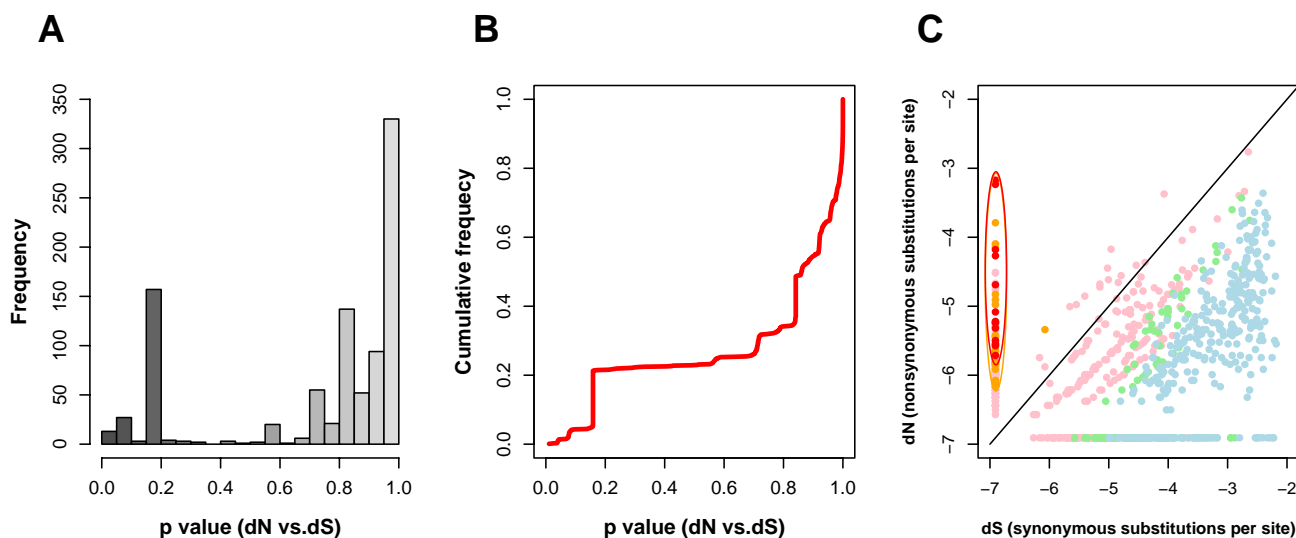 A
Frequency
350
300
250
200
150
100
50
0
0.0 0.2 0.4 0.6 0.8 1.0
p value (dN vs.dS)
B
Cumulative frequecy
1.0
0.8
0.6
0.4
0.2
0.0
0.0 0.2 0.4 0.6 0.8 1.0
p value (dN vs.dS)
C
dN (nonsynonymous substitutions per site)
−2
−3
−4
−5
−6
−7
−7 −6 −5 −4 −3 −2
dS (synonymous substitutions per site)